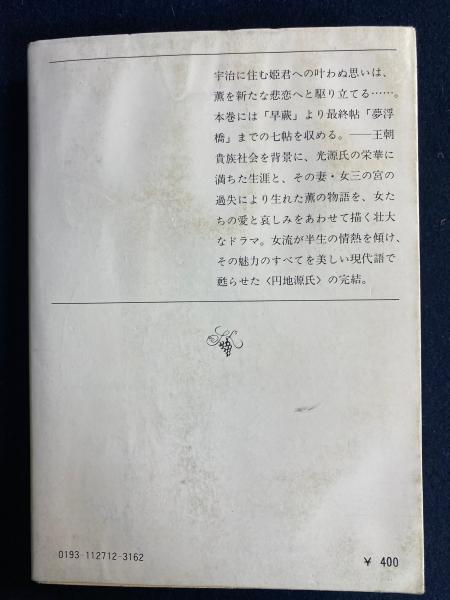 宇治に住む姫君への叶わぬ思いは、
薫を新たな悲恋へと駆り立てる……。
本巻には「早蕨」より最終帖「夢浮
橋」までの七帖を収める。――王朝
貴族社会を背景に、光源氏の栄華に
満ちた生涯と、その妻・女三の宮の
過失により生れた薫の物語を、女た
ちの愛と哀しみをあわせて描く壮大
なドラマ。女流が半生の情熱を傾け、
その魅力のすべてを美しい現代語で
甦らせた〈円地源氏〉の完結。
0193-112712-3162
¥ 400